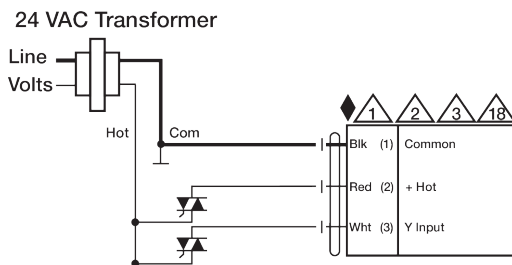 24 VAC Transformer
Line
Volts
Hot
Com
1 2 3 18
Blk (1) Common
Red (2) + Hot
Wht (3) Y Input